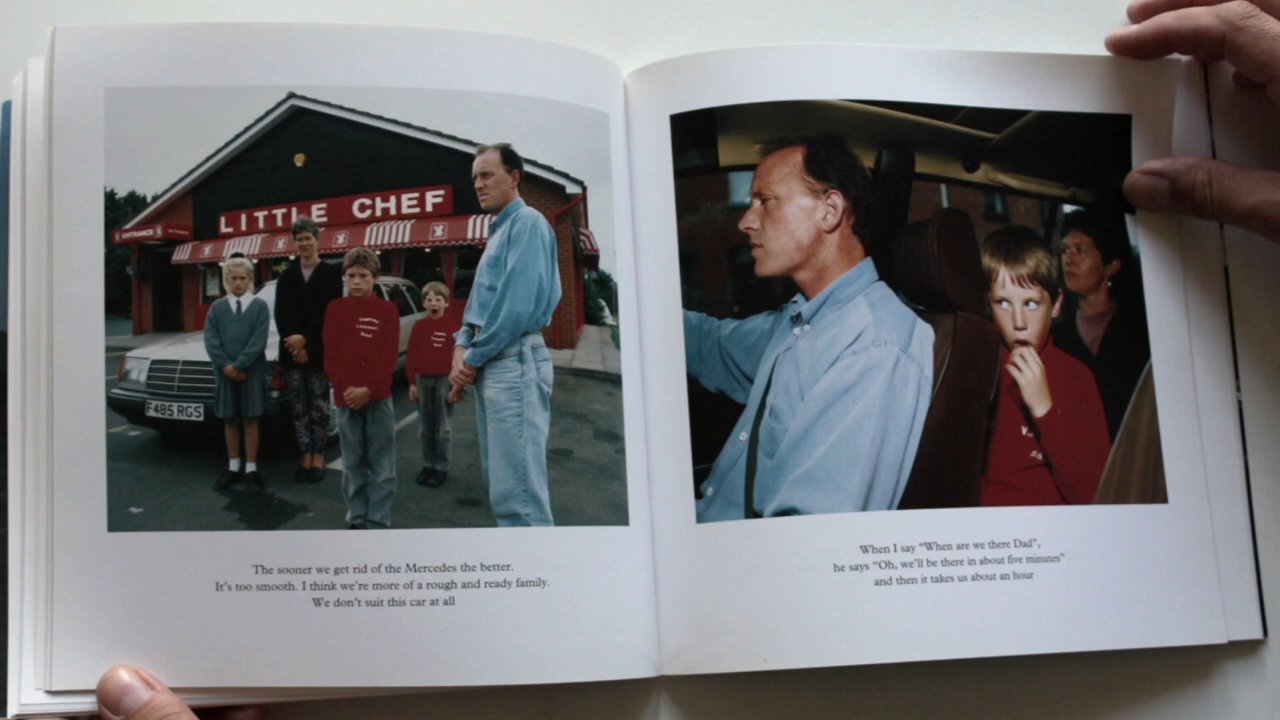 ENTRANCE
LITTLE CHEF
F485 RGS
The sooner we get rid of the Mercedes the better.
It's too smooth. I think we're more of a rough and ready family.
We don't suit this car at all
When I say “When are we there Dad”,
he says “Oh, we'll be there in about five minutes”
and then it takes us about an hour